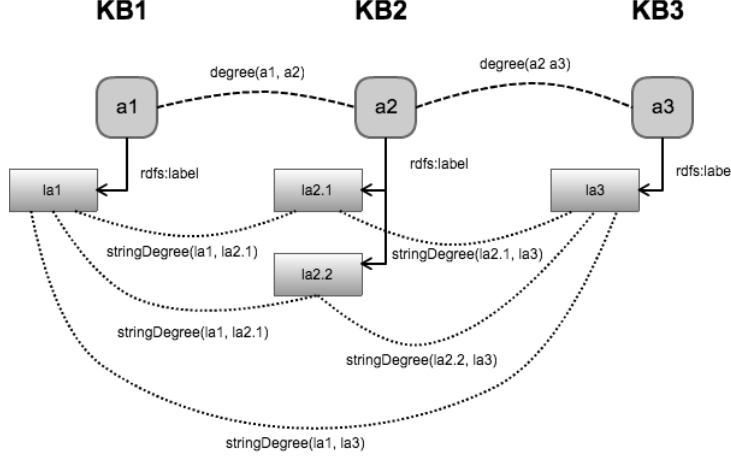 KB1
KB2
KB3
degree(a1, a2)
degree(a2 a3)
a1
a2
a3
rdfs:label
rdfs:label
rdfs:labe
la1
la2.1
la3
stringDegree(la1, la2.1)
stringDegree(la2.1, la3)
la2.2
stringDegree(la1, la2.1)
stringDegree(la2.2, la3)
stringDegree(la1, la3)